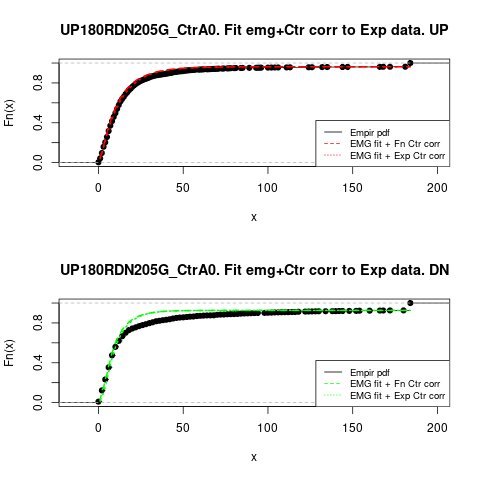 UP180RDN205G_CtrA0. Fit emg+Ctr corr to Exp data. UP
Fn(x)
0.0 0.4 0.8
Empir pdf
EMG fit + Fn Ctr corr
EMG fit + Exp Ctr corr
0 50 100 150 200
x
UP180RDN205G_CtrA0. Fit emg+Ctr corr to Exp data. DN
Fn(x)
0.0 0.4 0.8
Empir pdf
EMG fit + Fn Ctr corr
EMG fit + Exp Ctr corr
0 50 100 150 200
x